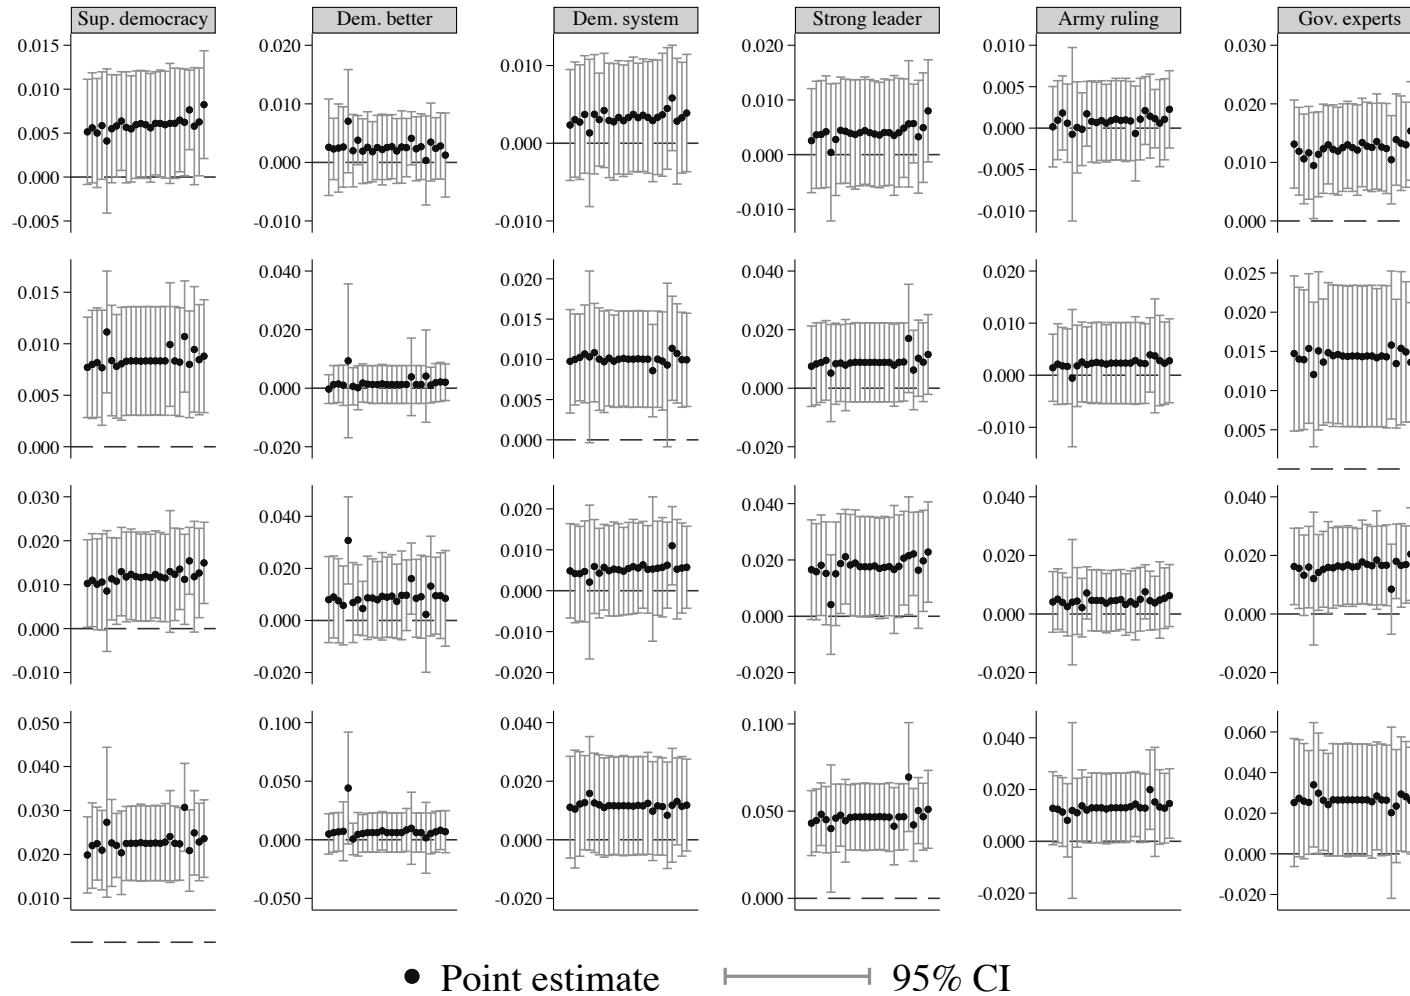 Sup. democracy Dem. better Dem. system Strong leader Army ruling Gov. experts
0.015 0.020 0.010 0.020 0.010 0.030
0.010 0.010 0.000 0.010 0.005 0.020
0.005 0.000 -0.010 0.000 0.000 0.010
0.000 -0.010 -0.010 -0.005 0.000
-0.005 -0.010
0.015 0.040 0.020 0.040 0.020 0.025
0.010 0.020 0.015 0.020 0.010 0.020
0.005 0.000 0.010 0.000 0.000 0.015
0.000 -0.020 0.005 -0.020 -0.010 0.010
0.000 0.005
0.030 0.040 0.020 0.040 0.040 0.040
0.020 0.020 0.010 0.020 0.020 0.020
0.010 0.000 0.000 0.000 0.000 0.000
0.000 -0.020 -0.010 -0.020 -0.020 -0.020
-0.010 -0.020
0.050 0.100 0.040 0.100 0.040 0.060
0.040 0.050 0.020 0.050 0.020 0.040
0.030 0.000 0.000 0.000 0.000 0.020
0.020 -0.050 -0.020 -0.020 0.000
0.010 -0.020
Point estimate 95% CI